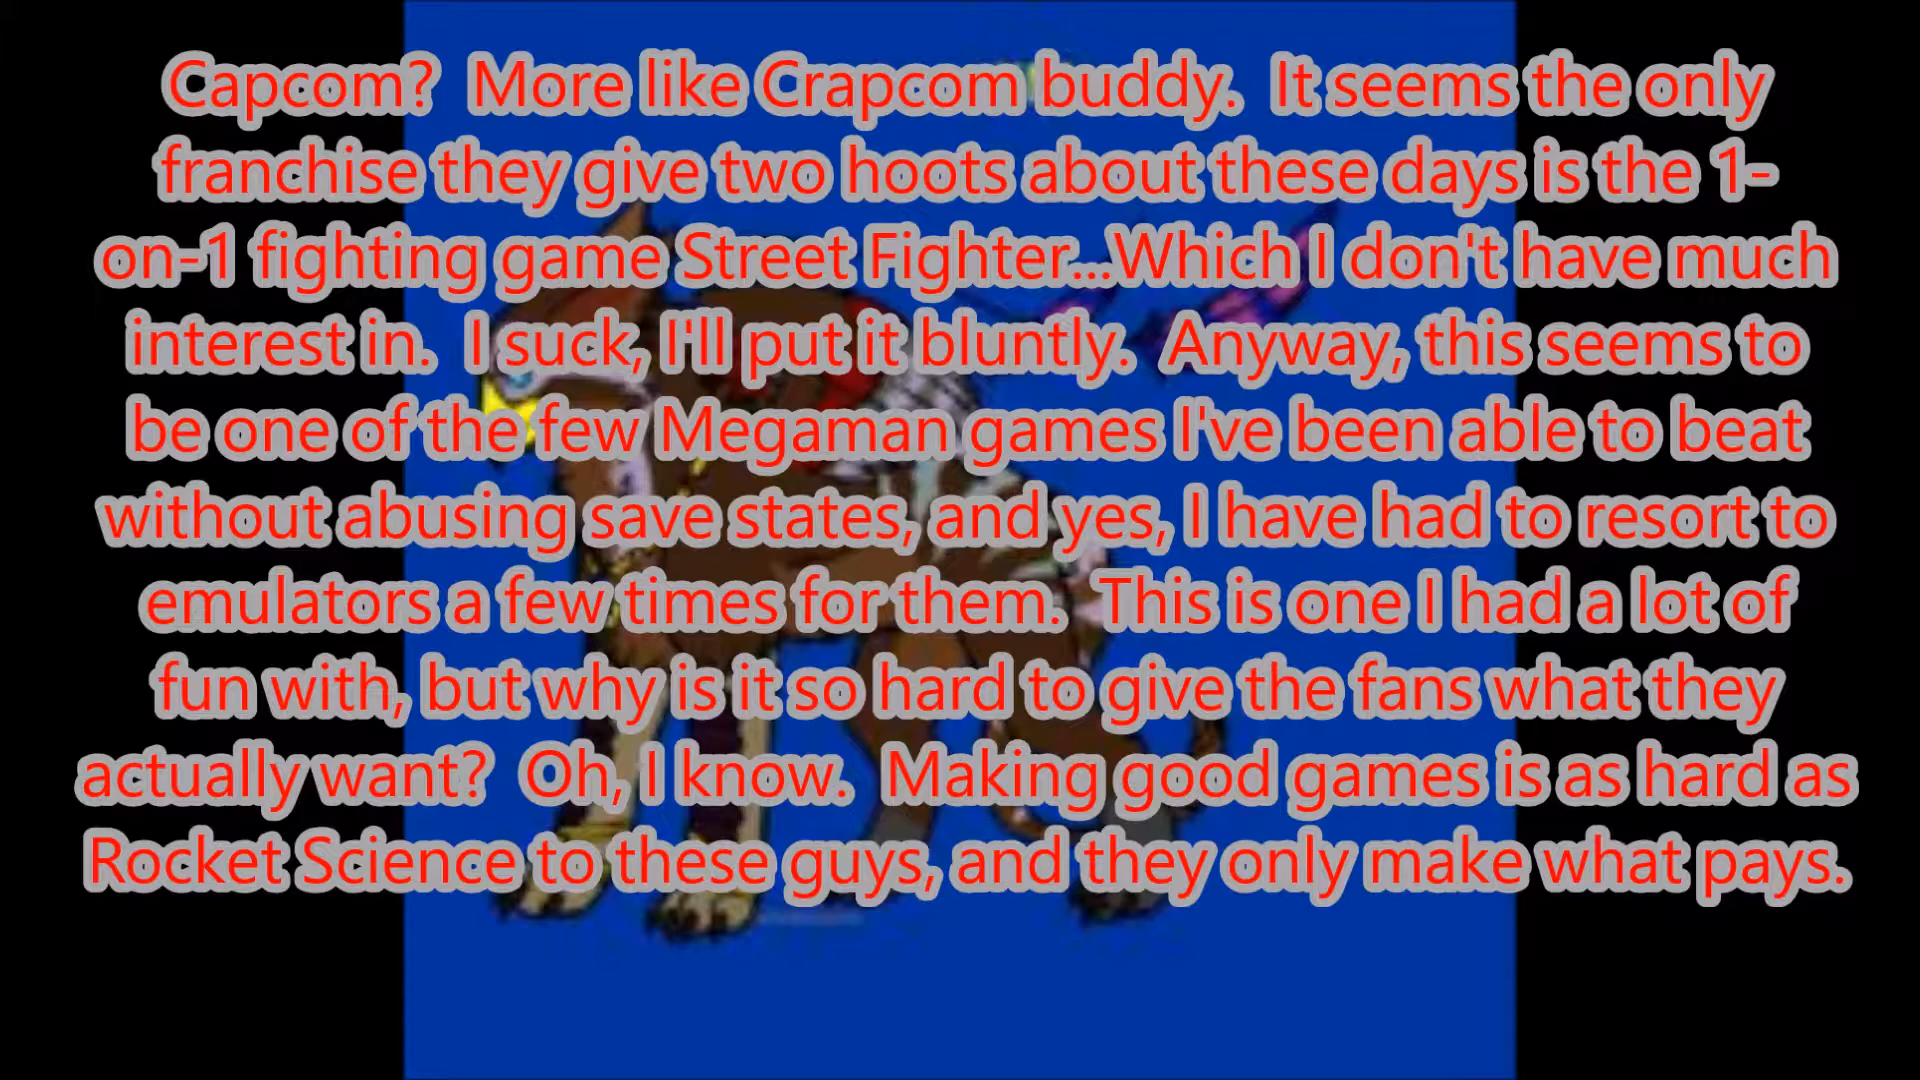 Capcom?  More like Crapcom buddy.  It seems the only
franchise they give two hoots about these days is the 1-
on-1 fighting game Street Fighter...Which I don't have much
interest in.  I suck, I'll put it bluntly.  Anyway, this seems to
be one of the few Megaman games I've been able to beat
without abusing save states, and yes, I have had to resort to
emulators a few times for them.  This is one I had a lot of
fun with, but why is it so hard to give the fans what they
actually want?  Oh, I know.  Making good games is as hard as
Rocket Science to these guys, and they only make what pays.